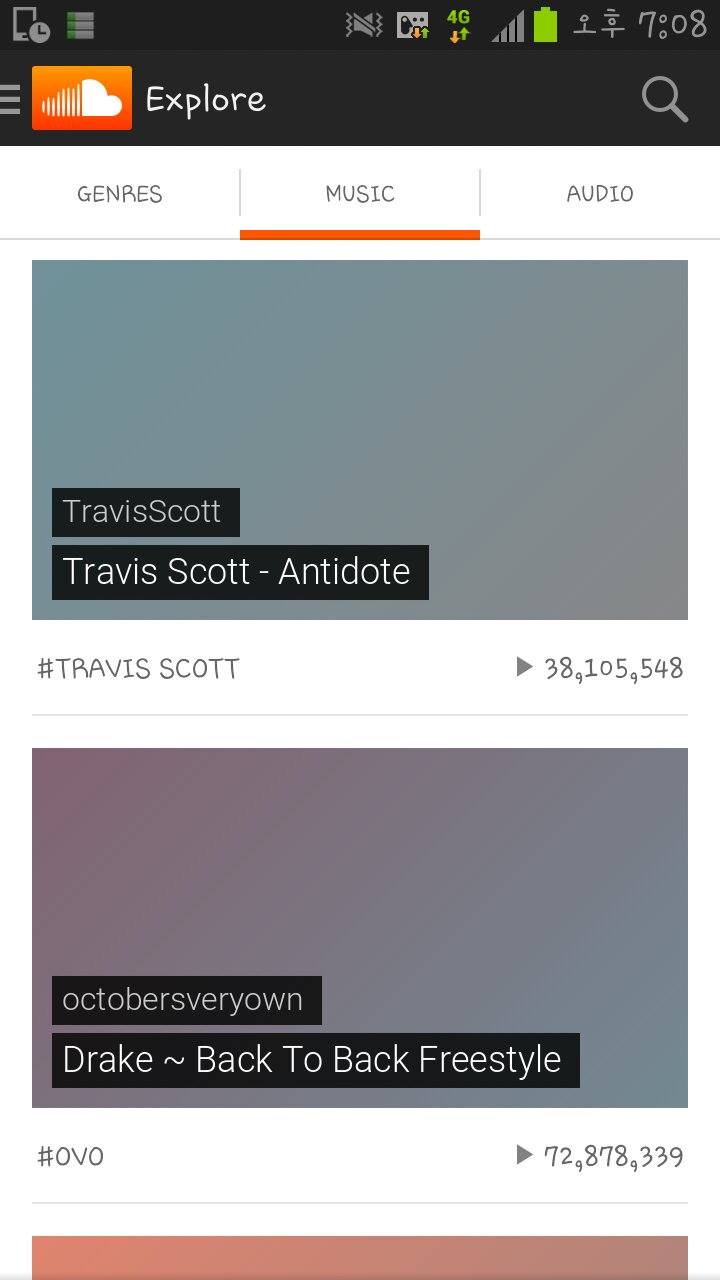 4G 오후 7:08
Explore
GENRES MUSIC AUDIO
TravisScott
Travis Scott - Antidote
#TRAVIS SCOTT 38,105,548
octobersveryown
Drake ~ Back To Back Freestyle
#OVO 72,878,339